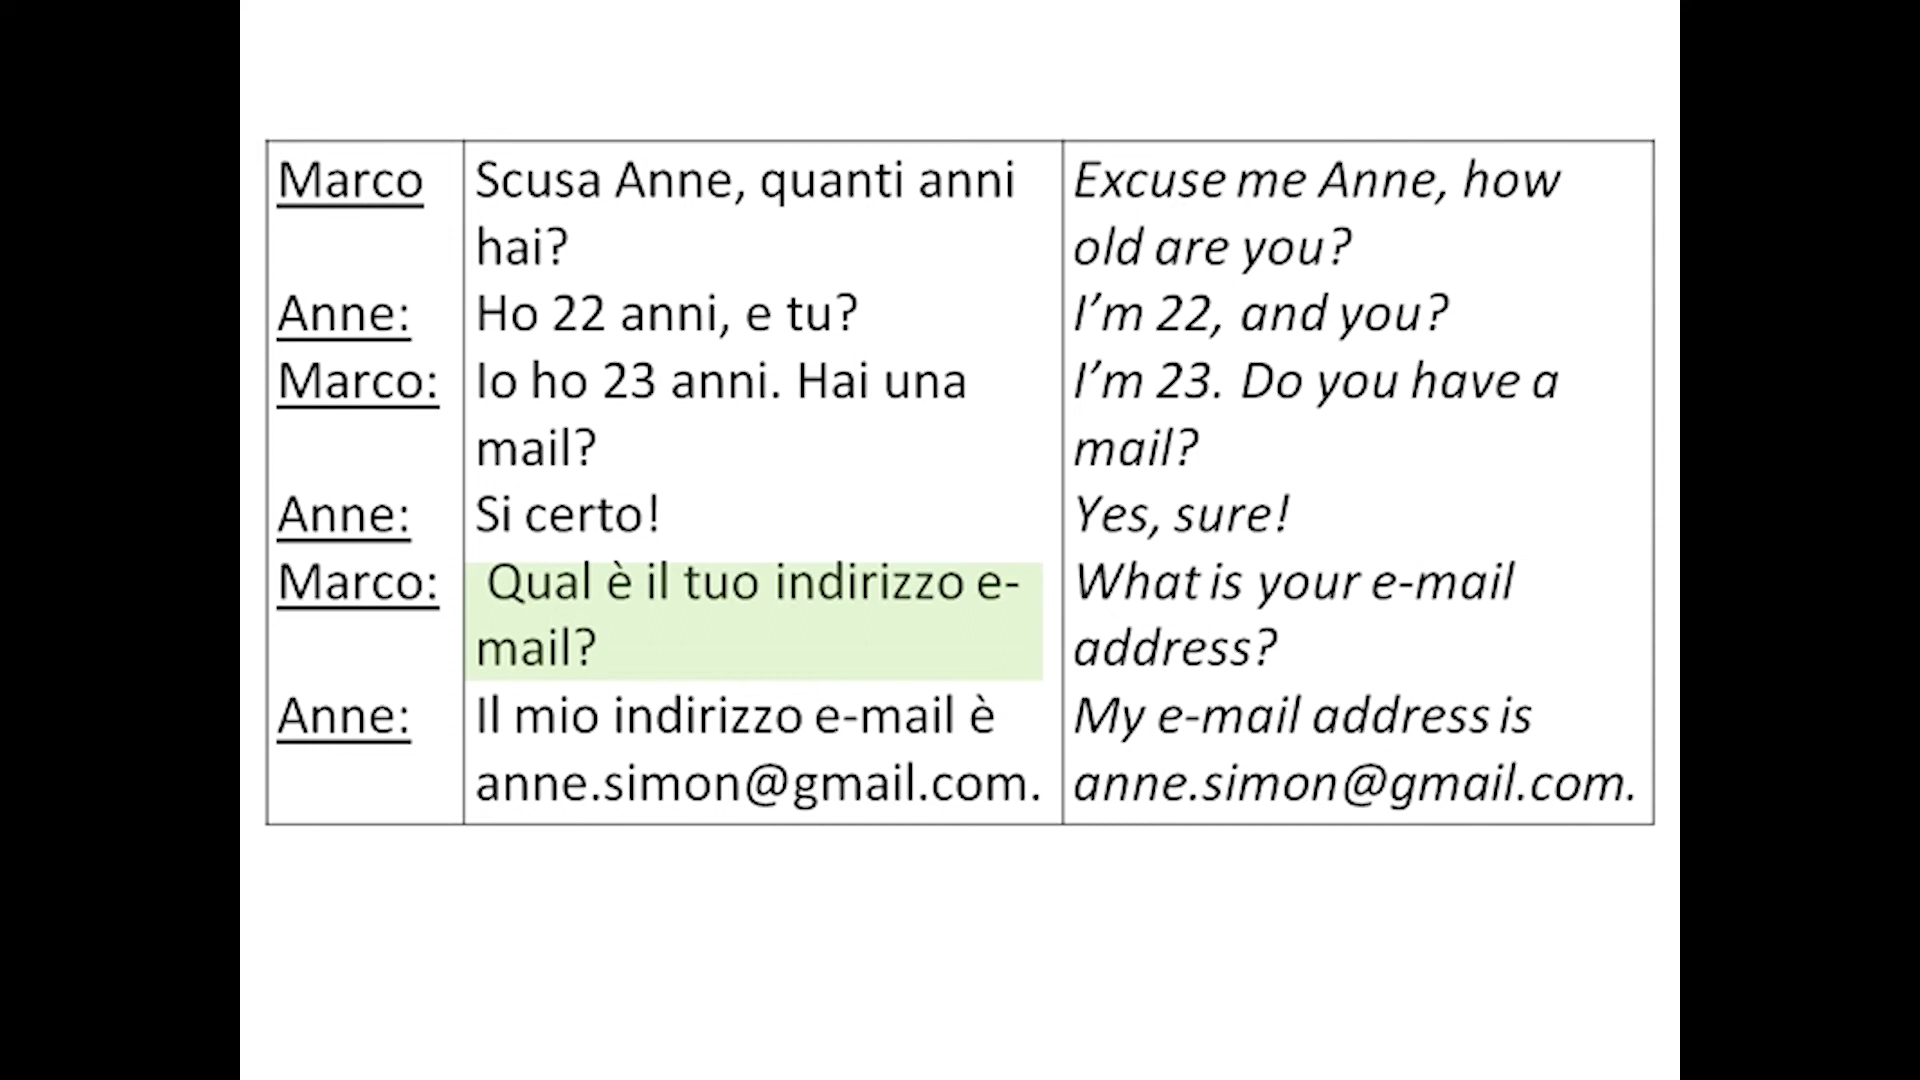 Marco Scusa Anne, quanti anni Excuse me Anne, how
hai? old are you?
Anne: Ho 22 anni, e tu? I’m 22, and you?
Marco: Io ho 23 anni. Hai una I’m 23. Do you have a
mail? mail?
Anne: Si certo! Yes, sure!
Marco: Qual è il tuo indirizzo e- What is your e-mail
mail? address?
Anne: Il mio indirizzo e-mail è My e-mail address is
anne.simon@gmail.com. anne.simon@gmail.com.